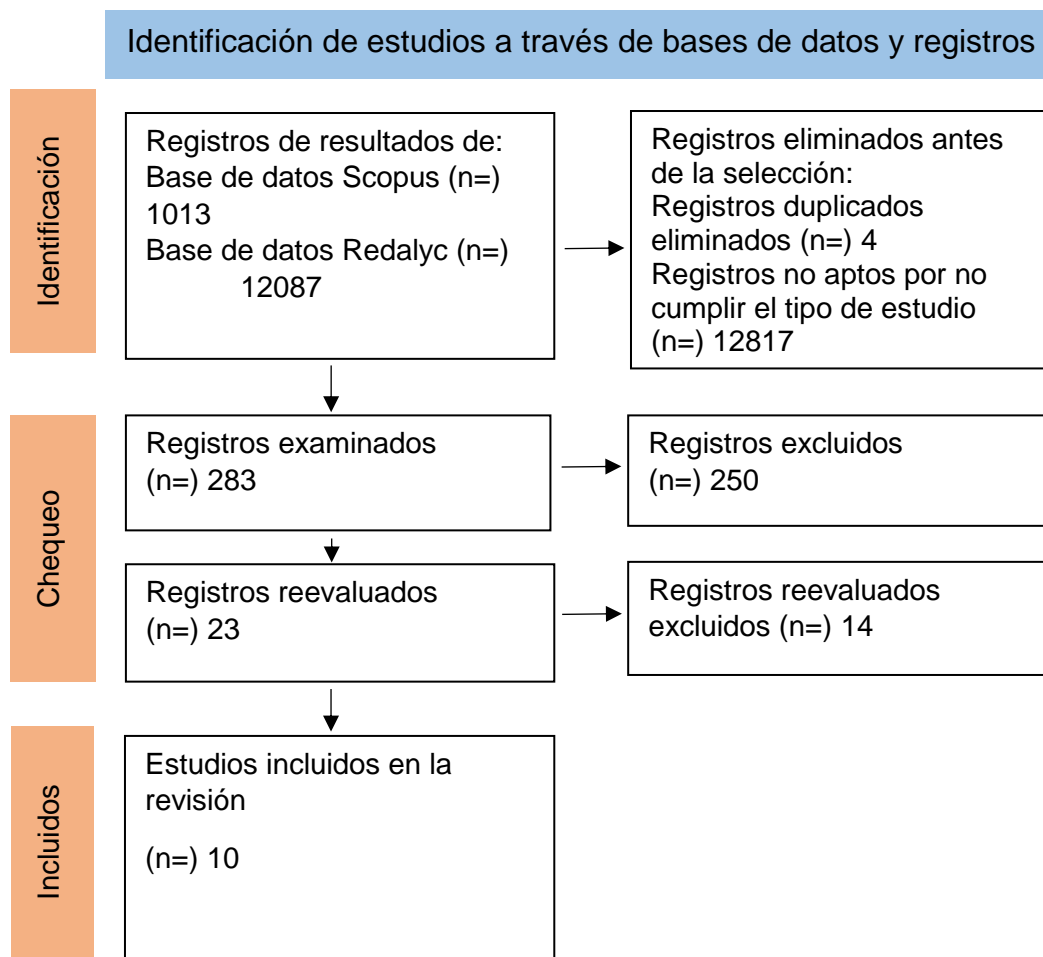 Identificación de estudios a través de bases de datos y registros
Identificación
Registros de resultados de:
Base de datos Scopus (n=)
1013
Base de datos Redalyc (n=)
12087
Registros eliminados antes
de la selección:
Registros duplicados
eliminados (n=) 4
Registros no aptos por no
cumplir el tipo de estudio
(n=) 12817
Chequeo
Registros examinados
(n=) 283
Registros excluidos
(n=) 250
Registros reevaluados
(n=) 23
Registros reevaluados
excluidos (n=) 14
Incluidos
Estudios incluidos en la
revisión
(n=) 10